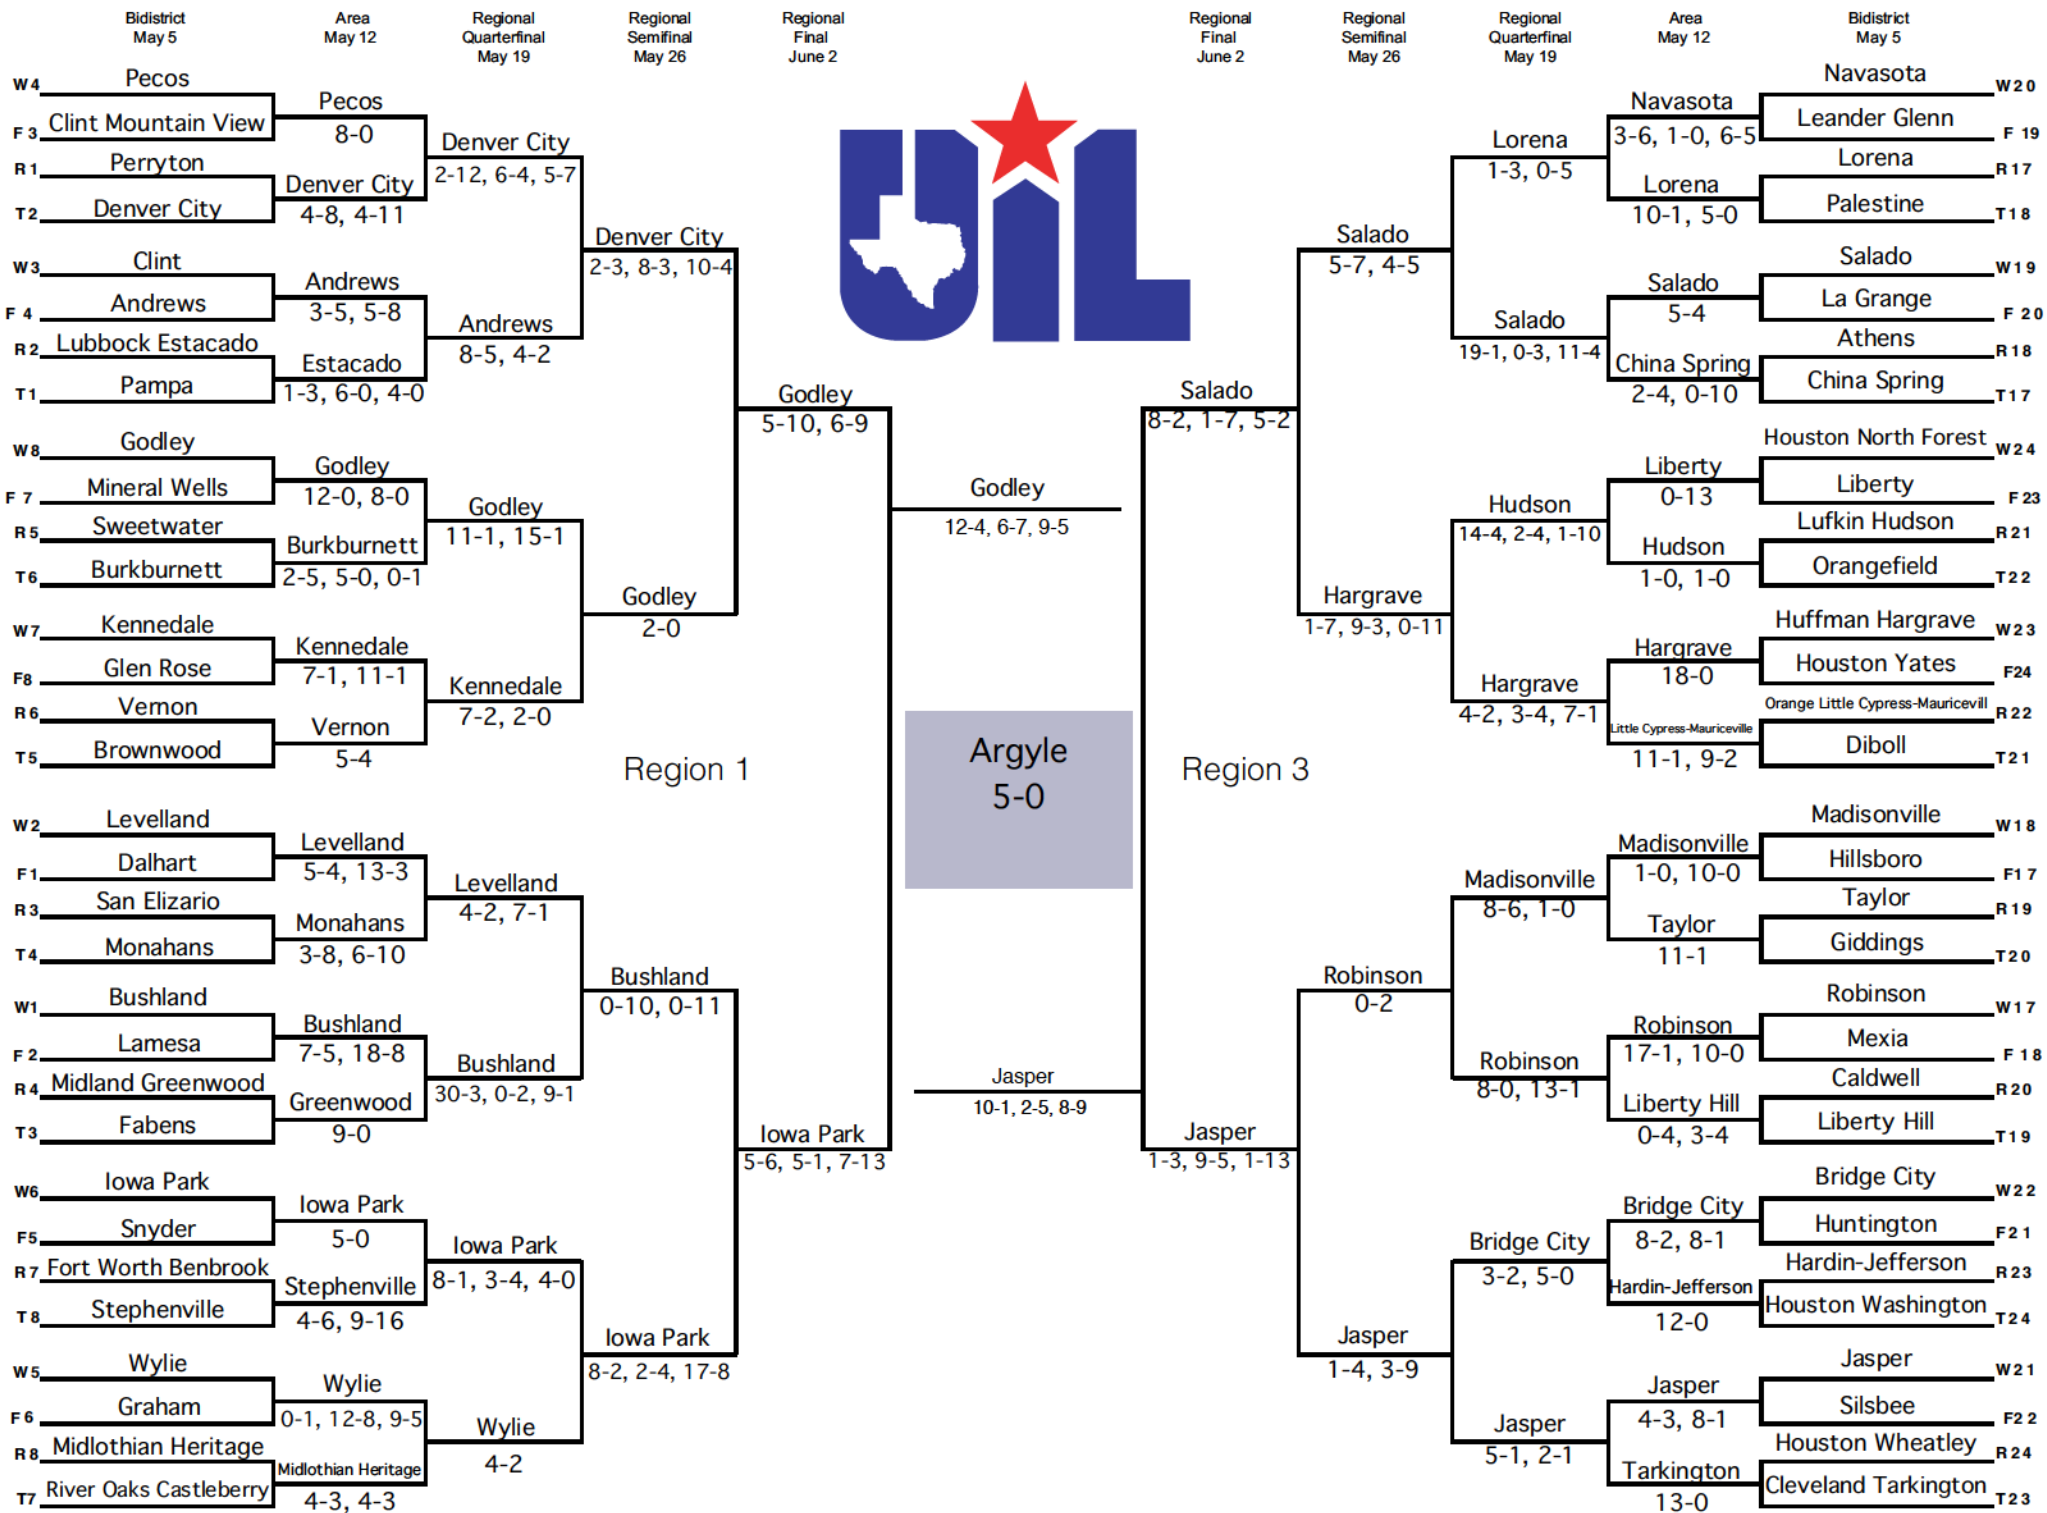 Bidistrict
May 5
Area
May 12
Regional
Quarterfinal
May 19
Regional
Semifinal
May 26
Regional
Final
June 2
Regional
Final
June 2
Regional
Semifinal
May 26
Regional
Quarterfinal
May 19
Area
May 12
Bidistrict
May 5
W4 Pecos
F 3 Clint Mountain View
R1 Perryton
T2 Denver City
W3 Clint
F 4 Andrews
R2 Lubbock Estacado
T1 Pampa
W8 Godley
F 7 Mineral Wells
R5 Sweetwater
T6 Burkburnett
W7 Kennedale
F8 Glen Rose
R6 Vernon
T5 Brownwood
W2 Levelland
F1 Dalhart
R3 San Elizario
T4 Monahans
W1 Bushland
F 2 Lamesa
R4 Midland Greenwood
T3 Fabens
W6 Iowa Park
F5 Snyder
R7 Fort Worth Benbrook
T8 Stephenville
W5 Wylie
F6 Graham
R8 Midlothian Heritage
T7 River Oaks Castleberry
Pecos
8-0
Denver City
4-8, 4-11
Andrews
3-5, 5-8
Estacado
1-3, 6-0, 4-0
Godley
12-0, 8-0
Burkburnett
2-5, 5-0, 0-1
Kennedale
7-1, 11-1
Vernon
5-4
Levelland
5-4, 13-3
Monahans
3-8, 6-10
Bushland
7-5, 18-8
Greenwood
9-0
Iowa Park
5-0
Stephenville
4-6, 9-16
Wylie
0-1, 12-8, 9-5
Midlothian Heritage
4-3, 4-3
Denver City
2-12, 6-4, 5-7
Andrews
8-5, 4-2
Godley
11-1, 15-1
Kennedale
7-2, 2-0
Levelland
4-2, 7-1
Bushland
30-3, 0-2, 9-1
Iowa Park
8-1, 3-4, 4-0
Wylie
4-2
Denver City
2-3, 8-3, 10-4
Godley
2-0
Bushland
0-10, 0-11
Iowa Park
8-2, 2-4, 17-8
Godley
5-10, 6-9
Iowa Park
5-6, 5-1, 7-13
Region 1
UIL
Godley
12-4, 6-7, 9-5
Argyle
5-0
Jasper
10-1, 2-5, 8-9
Region 3
Salado
8-2, 1-7, 5-2
Jasper
1-3, 9-5, 1-13
Salado
5-7, 4-5
Hargrave
1-7, 9-3, 0-11
Robinson
0-2
Jasper
1-4, 3-9
Lorena
1-3, 0-5
Salado
19-1, 0-3, 11-4
Hudson
14-4, 2-4, 1-10
Hargrave
4-2, 3-4, 7-1
Madisonville
8-6, 1-0
Robinson
8-0, 13-1
Bridge City
3-2, 5-0
Jasper
5-1, 2-1
Navasota
3-6, 1-0, 6-5
Lorena
10-1, 5-0
Salado
5-4
China Spring
2-4, 0-10
Liberty
0-13
Hudson
1-0, 1-0
Hargrave
18-0
Little Cypress-Mauriceville
11-1, 9-2
Madisonville
1-0, 10-0
Taylor
11-1
Robinson
17-1, 10-0
Liberty Hill
0-4, 3-4
Bridge City
8-2, 8-1
Hardin-Jefferson
12-0
Jasper
4-3, 8-1
Tarkington
13-0
Navasota W20
Leander Glenn F 19
Lorena R17
Palestine T18
Salado W19
La Grange F 20
Athens R18
China Spring T17
Houston North Forest W24
Liberty F23
Lufkin Hudson R21
Orangefield T22
Huffman Hargrave W23
Houston Yates F24
Orange Little Cypress-Mauricevill R22
Diboll T21
Madisonville W18
Hillsboro F17
Taylor R19
Giddings T20
Robinson W17
Mexia F 18
Caldwell R20
Liberty Hill T19
Bridge City W22
Huntington F21
Hardin-Jefferson R23
Houston Washington T24
Jasper W21
Silsbee F22
Houston Wheatley R24
Cleveland Tarkington T23